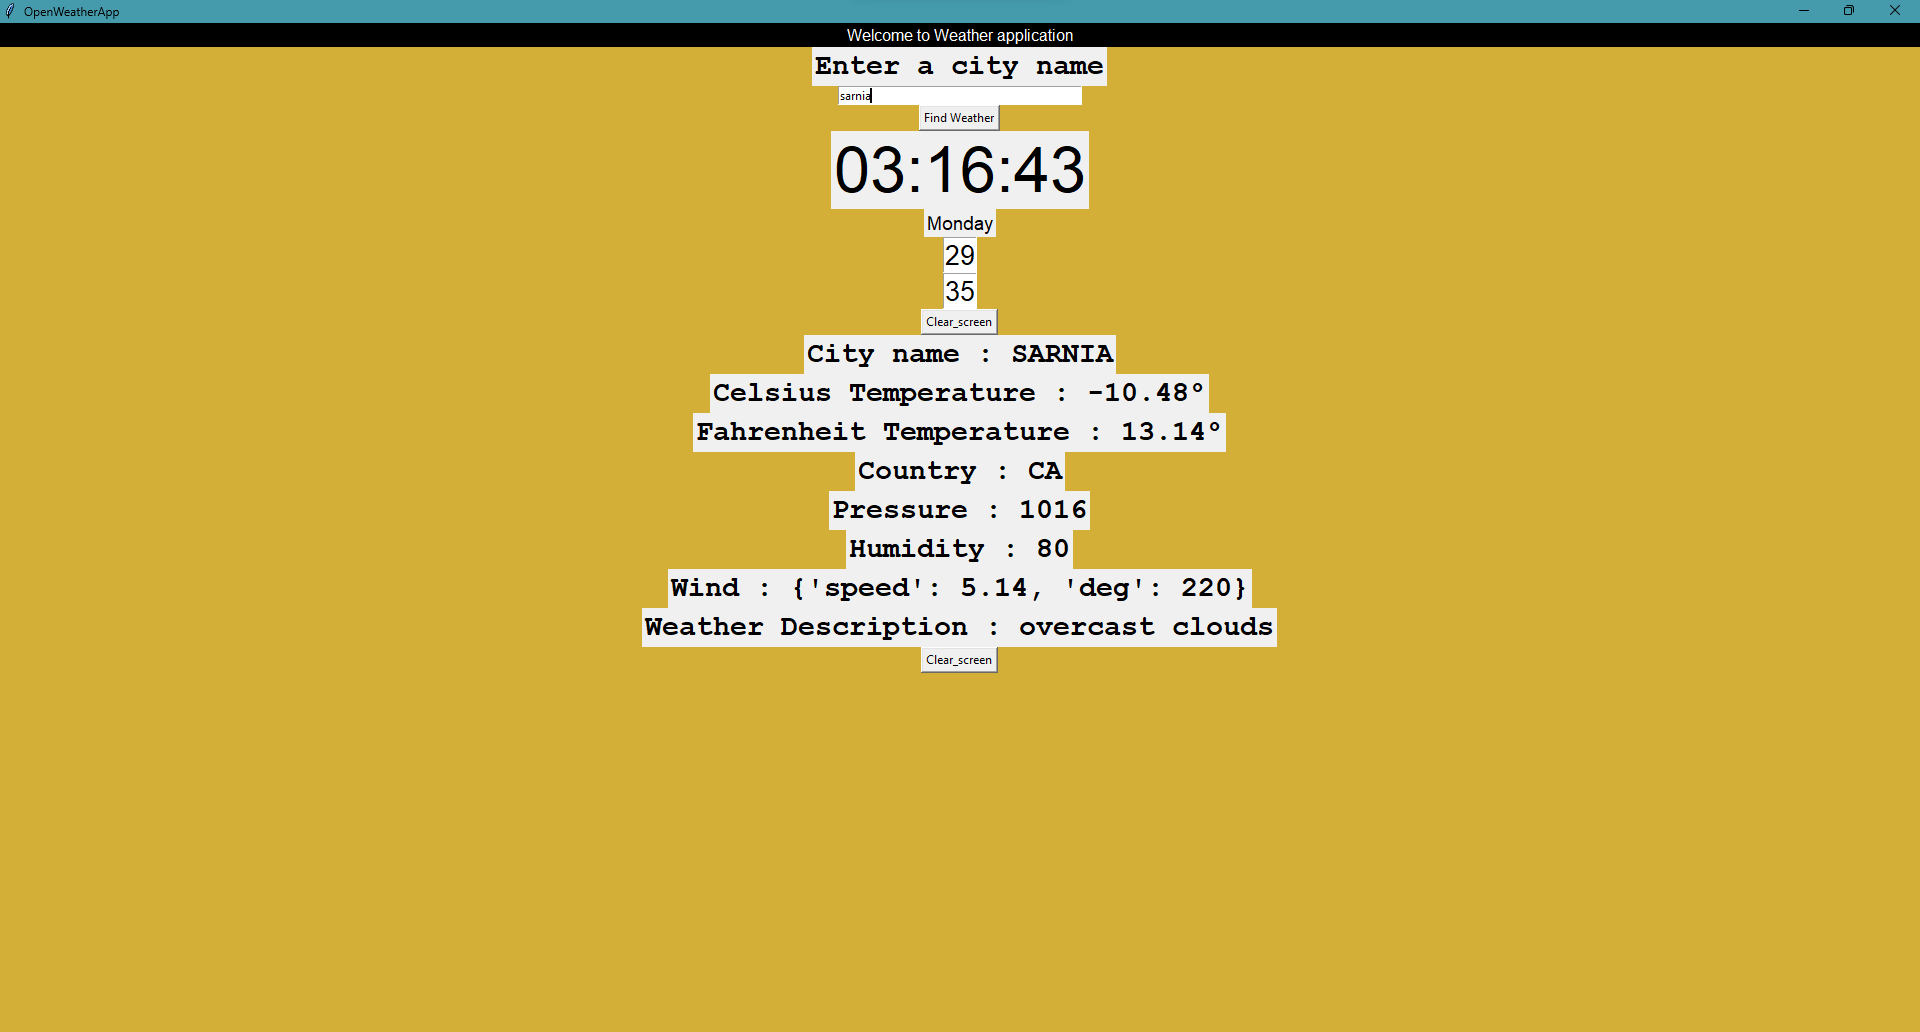 OpenWeatherApp
Welcome to Weather application
Enter a city name
sarnia
Find Weather
03:16:43
Monday
29
35
Clear_screen
City name : SARNIA
Celsius Temperature : -10.48°
Fahrenheit Temperature : 13.14°
Country : CA
Pressure : 1016
Humidity : 80
Wind : {'speed': 5.14, 'deg': 220}
Weather Description : overcast clouds
Clear_screen